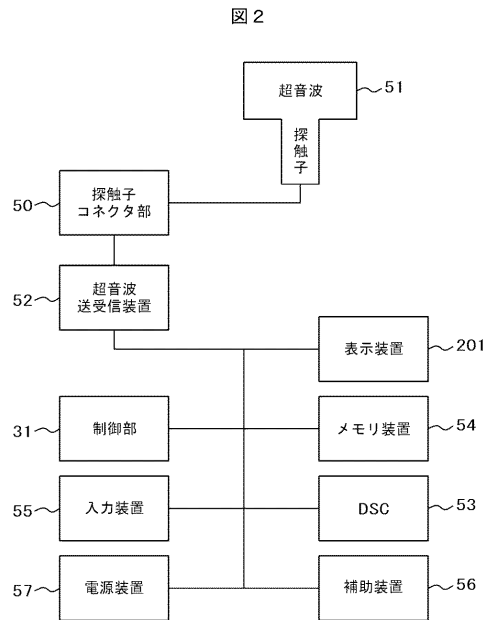 図2
超音波
51
探触子
探触子
コネクタ部
50
超音波
送受信装置
52
表示装置
201
制御部
31
メモリ装置
54
入力装置
55
DSC
53
電源装置
57
補助装置
56